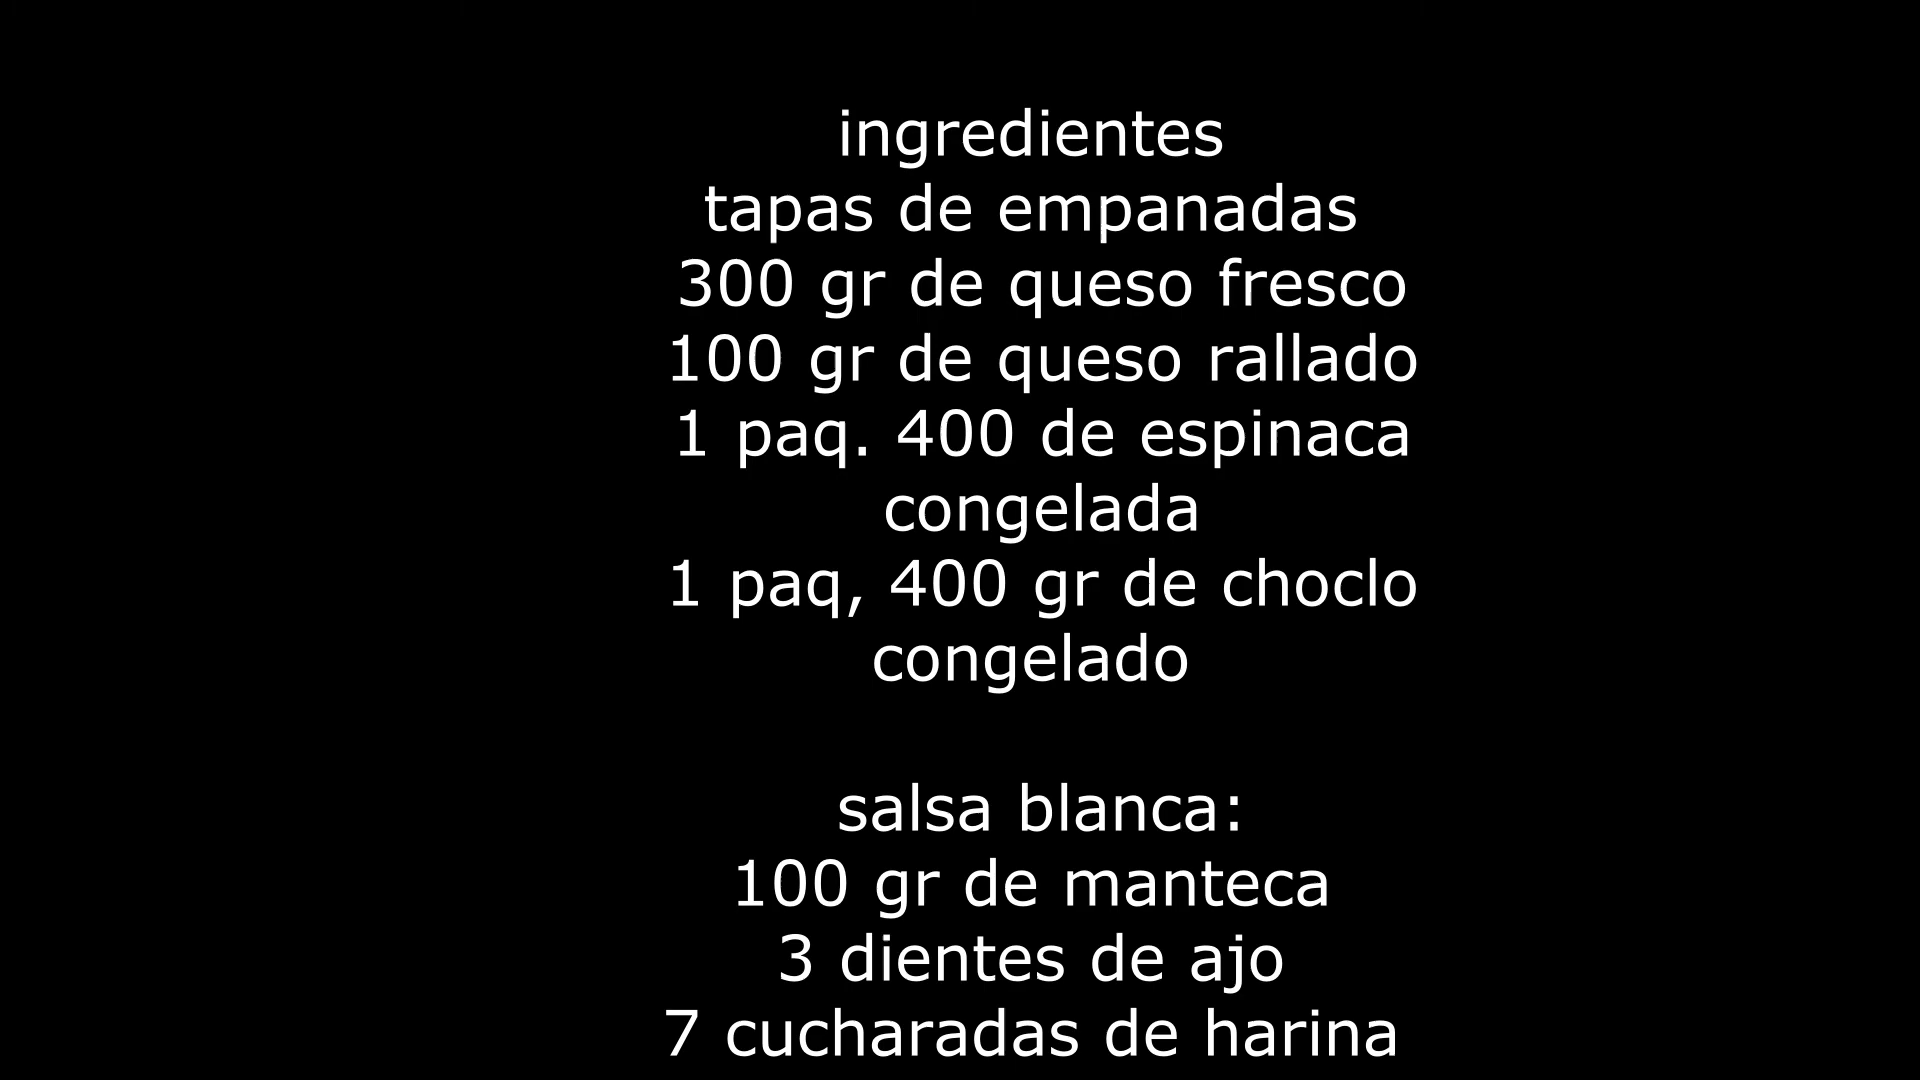 ingredientes
tapas de empanadas
300 gr de queso fresco
100 gr de queso rallado
1 paq. 400 de espinaca
congelada
1 paq, 400 gr de choclo
congelado
salsa blanca:
100 gr de manteca
3 dientes de ajo
7 cucharadas de harina